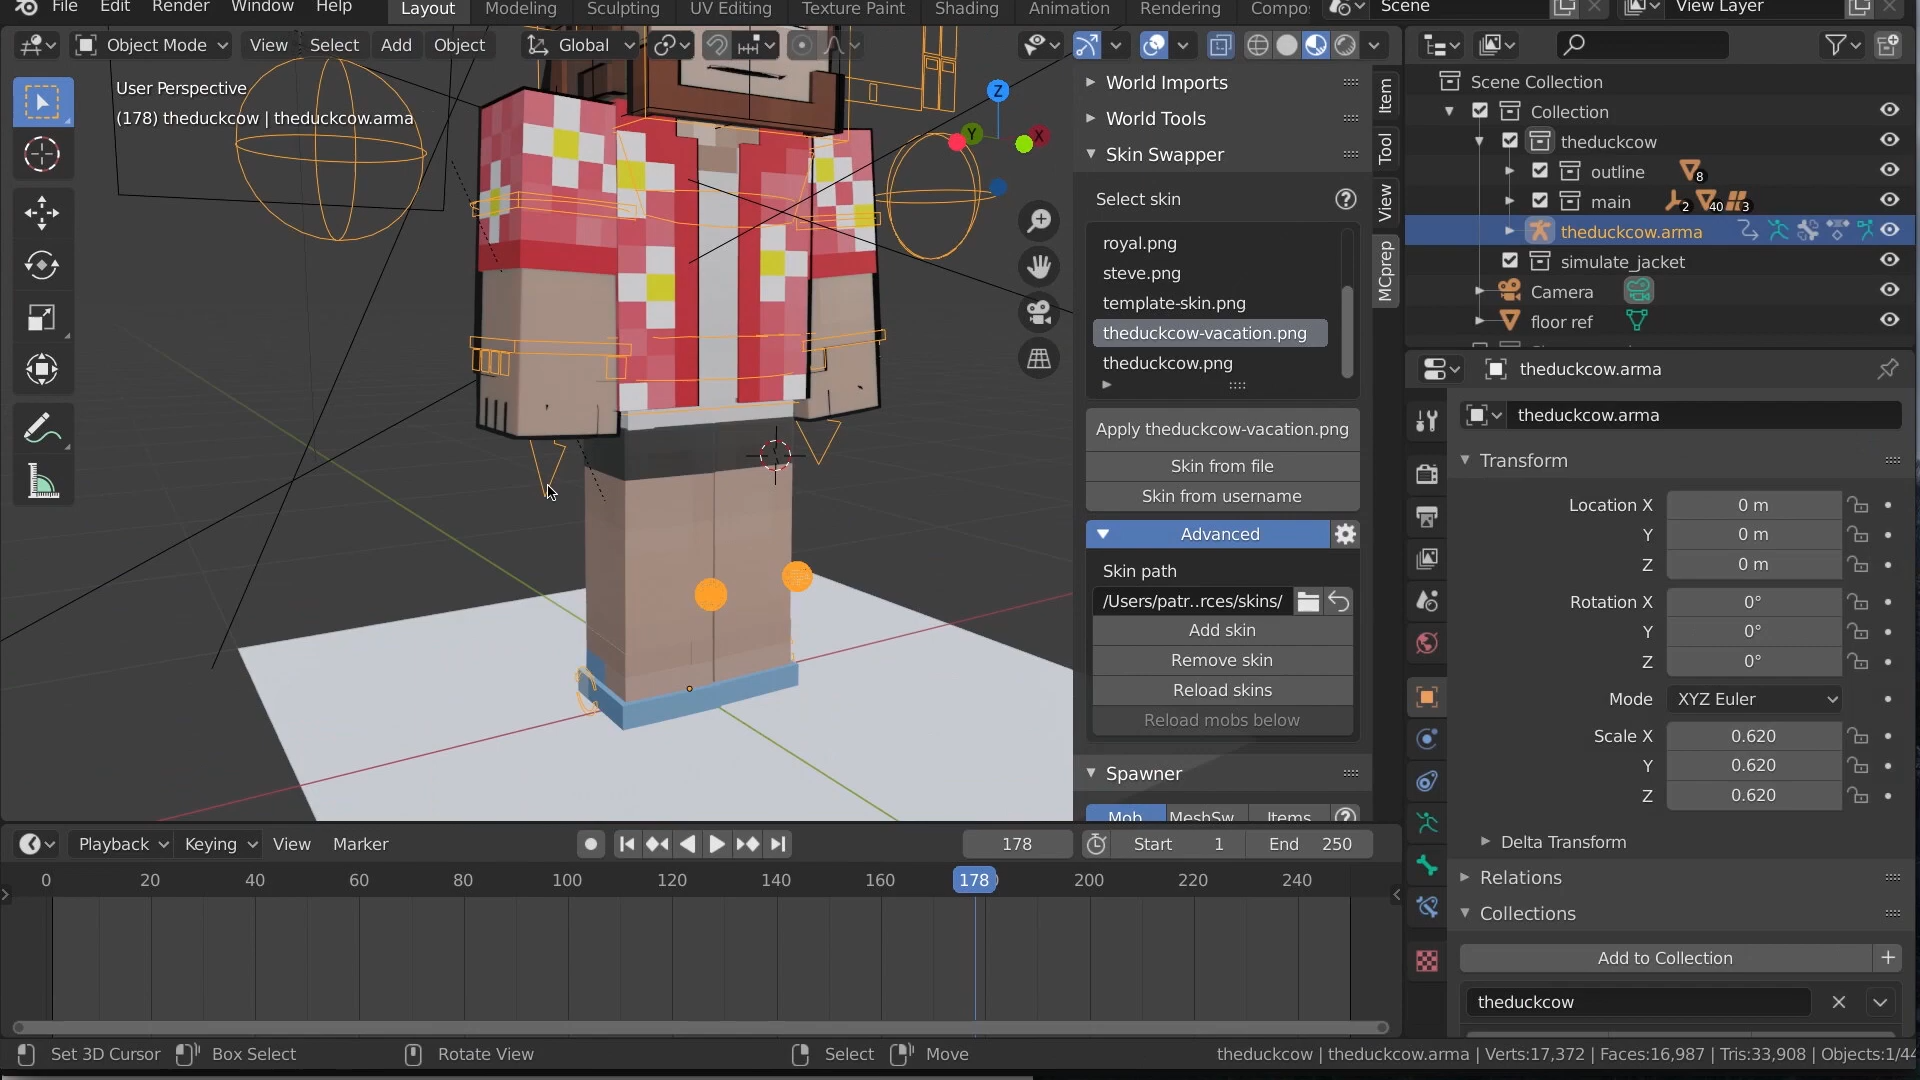 File Edit Render Window Help Layout Modeling Sculpting UV Editing Texture Paint Shading Animation Rendering Compo: Scene View Layer
Object Mode View Select Add Object Global
User Perspective
(178) theduckcow | theduckcow.arma
Z
Y
X
World Imports
World Tools
Skin Swapper
Select skin
royal.png
steve.png
template-skin.png
theduckcow-vacation.png
theduckcow.png
Apply theduckcow-vacation.png
Skin from file
Skin from username
Advanced
Skin path
/Users/patr..rces/skins/
Add skin
Remove skin
Reload skins
Reload mobs below
Spawner
Mob MeshSw Items
Item
Tool
View
MCprep
Scene Collection
Collection
theduckcow
outline 8
main 2 40 3
theduckcow.arma
simulate_jacket
Camera
floor ref
theduckcow.arma
theduckcow.arma
Transform
Location X 0 m
Y 0 m
Z 0 m
Rotation X 0°
Y 0°
Z 0°
Mode XYZ Euler
Scale X 0.620
Y 0.620
Z 0.620
Delta Transform
Relations
Collections
Add to Collection
theduckcow
Playback Keying View Marker 178 Start 1 End 250
0 20 40 60 80 100 120 140 160 178 200 220 240
Set 3D Cursor Box Select Rotate View Select Move theduckcow | theduckcow.arma | Verts:17,372 | Faces:16,987 | Tris:33,908 | Objects:1/44